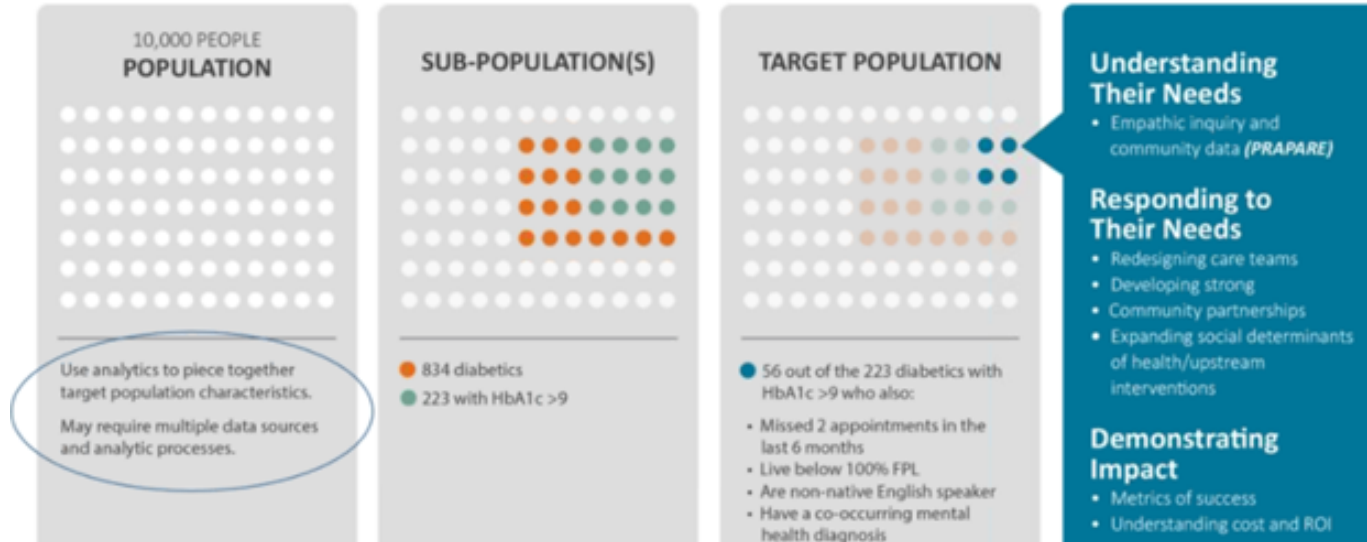 10,000 PEOPLE
POPULATION
Use analytics to piece together
target population characteristics.
May require multiple data sources
and analytic processes.
SUB-POPULATION(S)
834 diabetics
223 with HbA1c >9
TARGET POPULATION
56 out of the 223 diabetics with
HbA1c >9 who also:
• Missed 2 appointments in the
last 6 months
• Live below 100% FPL
• Are non-native English speaker
• Have a co-occurring mental
health diagnosis
Understanding
Their Needs
• Empathic inquiry and
community data (PRAPARE)
Responding to
Their Needs
• Redesigning care teams
• Developing strong
• Community partnerships
• Expanding social determinants
of health/upstream
interventions
Demonstrating
Impact
• Metrics of success
• Understanding cost and ROI